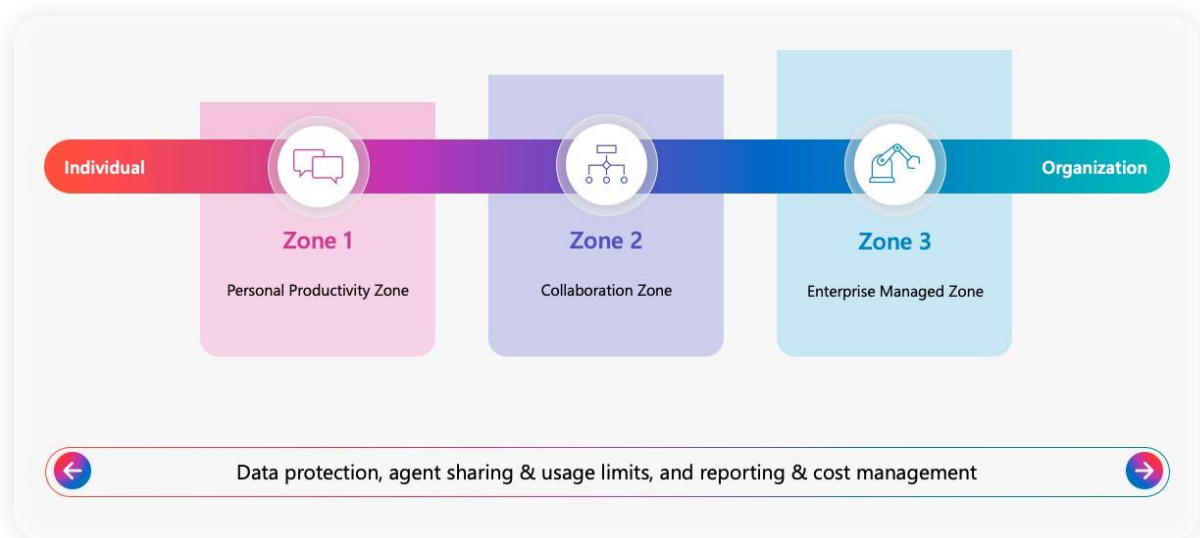 Individual
Organization
Zone 1
Zone 2
Zone 3
Personal Productivity Zone
Collaboration Zone
Enterprise Managed Zone
Data protection, agent sharing & usage limits, and reporting & cost management